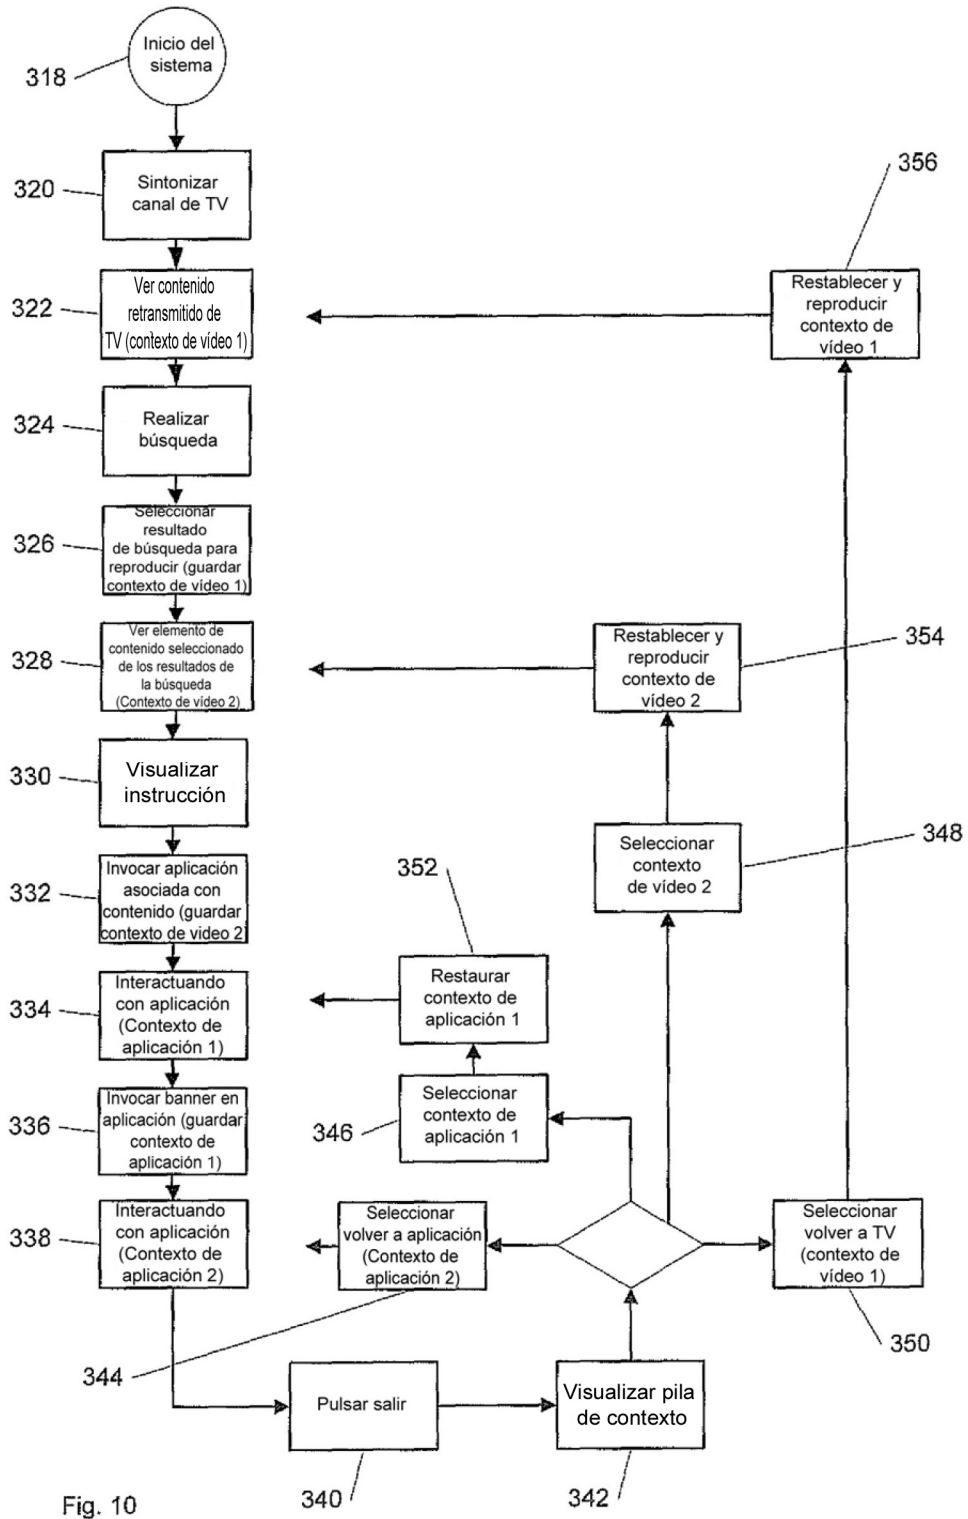 Inicio del
sistema
318
320
Sintonizar
canal de TV
356
322
Ver contenido
retransmitido de
TV (contexto de vídeo 1)
Restablecer y
reproducir
contexto de
vídeo 1
324
Realizar
búsqueda
326
Seleccionar
resultado
de búsqueda para
reproducir (guardar
contexto de vídeo 1)
328
Ver elemento de
contenido seleccionado
de los resultados de
la búsqueda
(Contexto de vídeo 2)
Restablecer y
reproducir
contexto de
vídeo 2
354
330
Visualizar
instrucción
348
Seleccionar
contexto
de vídeo 2
332
Invocar aplicación
asociada con
contenido (guardar
contexto de video 2
352
334
Interactuando
con aplicación
(Contexto de
aplicación 1)
Restaurar
contexto de
aplicación 1
336
Invocar banner en
aplicación (guardar
contexto de
aplicación 1)
346
Seleccionar
contexto de
aplicación 1
338
Interactuando
con aplicación
(Contexto de
aplicación 2)
Seleccionar
volver a aplicación
(Contexto de
aplicación 2)
Seleccionar
volver a TV
(contexto de
vídeo 1)
350
344
Pulsar salir
Visualizar pila
de contexto
340
342
Fig. 10